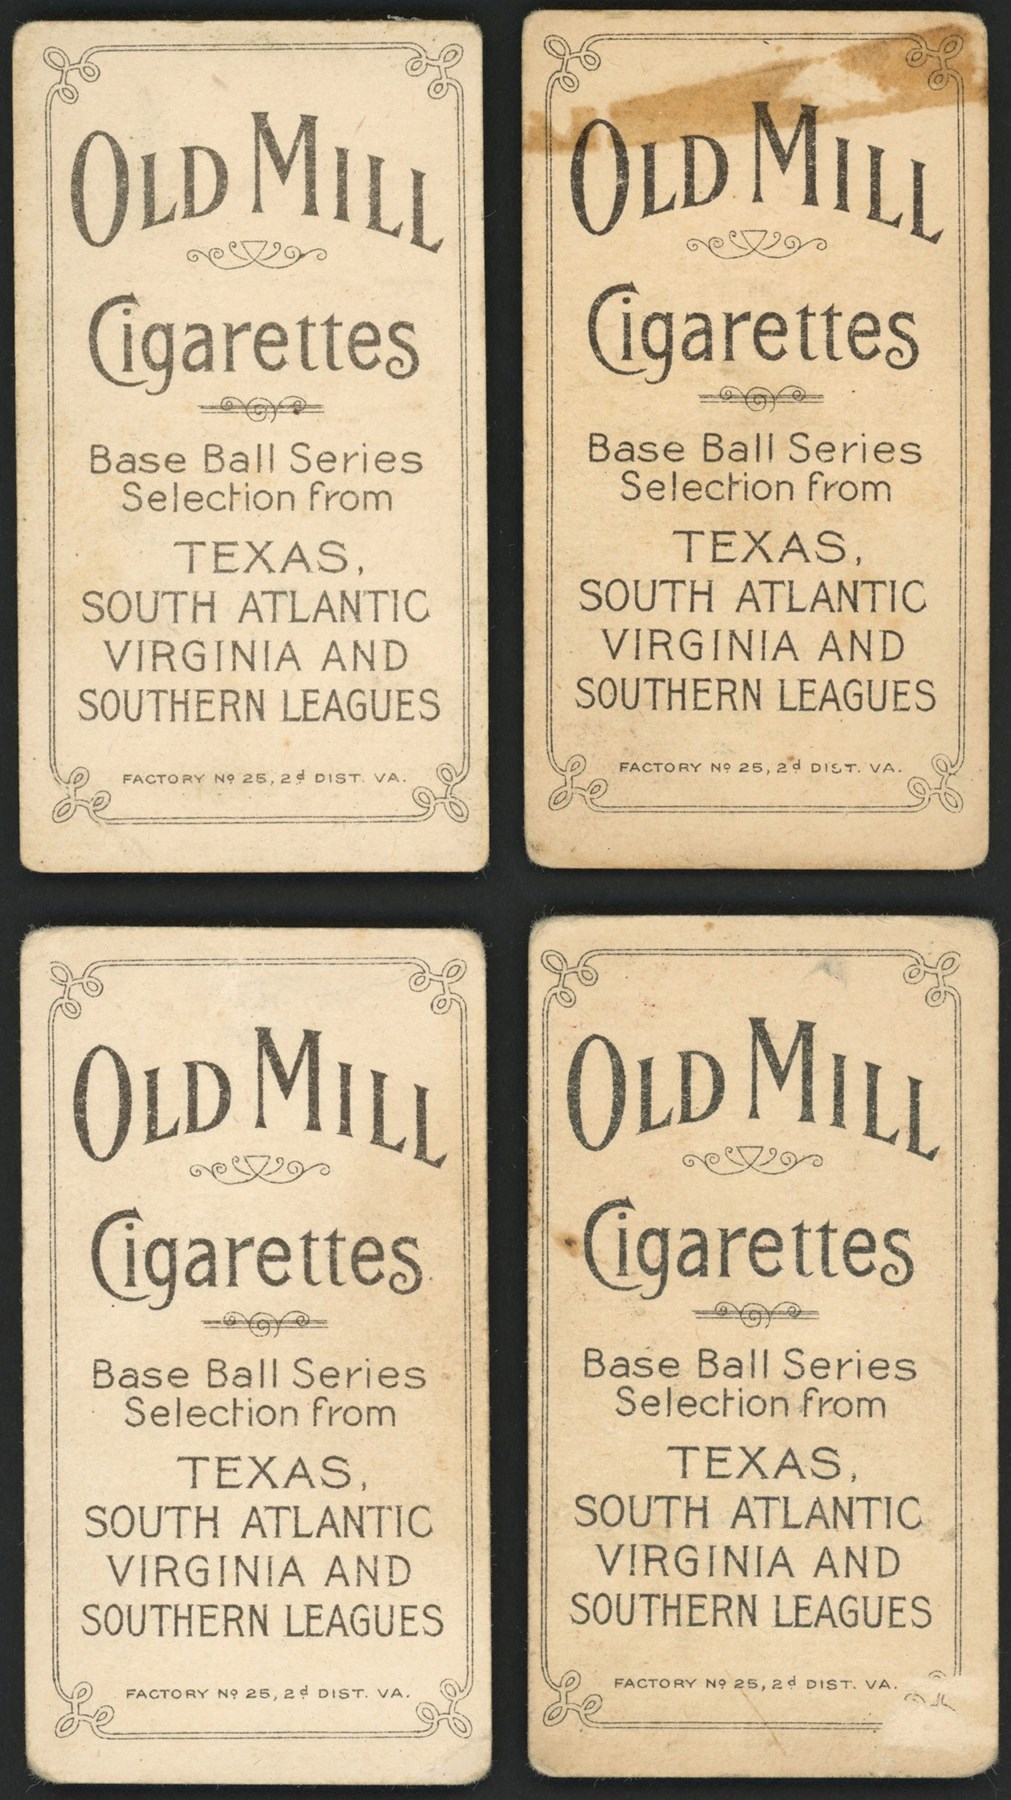 OLD MILL
Cigarettes
Base Ball Series
Selection from
TEXAS,
SOUTH ATLANTIC
VIRGINIA AND
SOUTHERN LEAGUES
FACTORY Nº 25, 2d DIST. VA.
OLD MILL
Cigarettes
Base Ball Series
Selection from
TEXAS,
SOUTH ATLANTIC
VIRGINIA AND
SOUTHERN LEAGUES
FACTORY Nº 25, 2d DIST. VA.
OLD MILL
Cigarettes
Base Ball Series
Selection from
TEXAS,
SOUTH ATLANTIC
VIRGINIA AND
SOUTHERN LEAGUES
FACTORY Nº 25, 2d DIST. VA.
OLD MILL
Cigarettes
Base Ball Series
Selection from
TEXAS,
SOUTH ATLANTIC
VIRGINIA AND
SOUTHERN LEAGUES
FACTORY Nº 25, 2d DIST. VA.